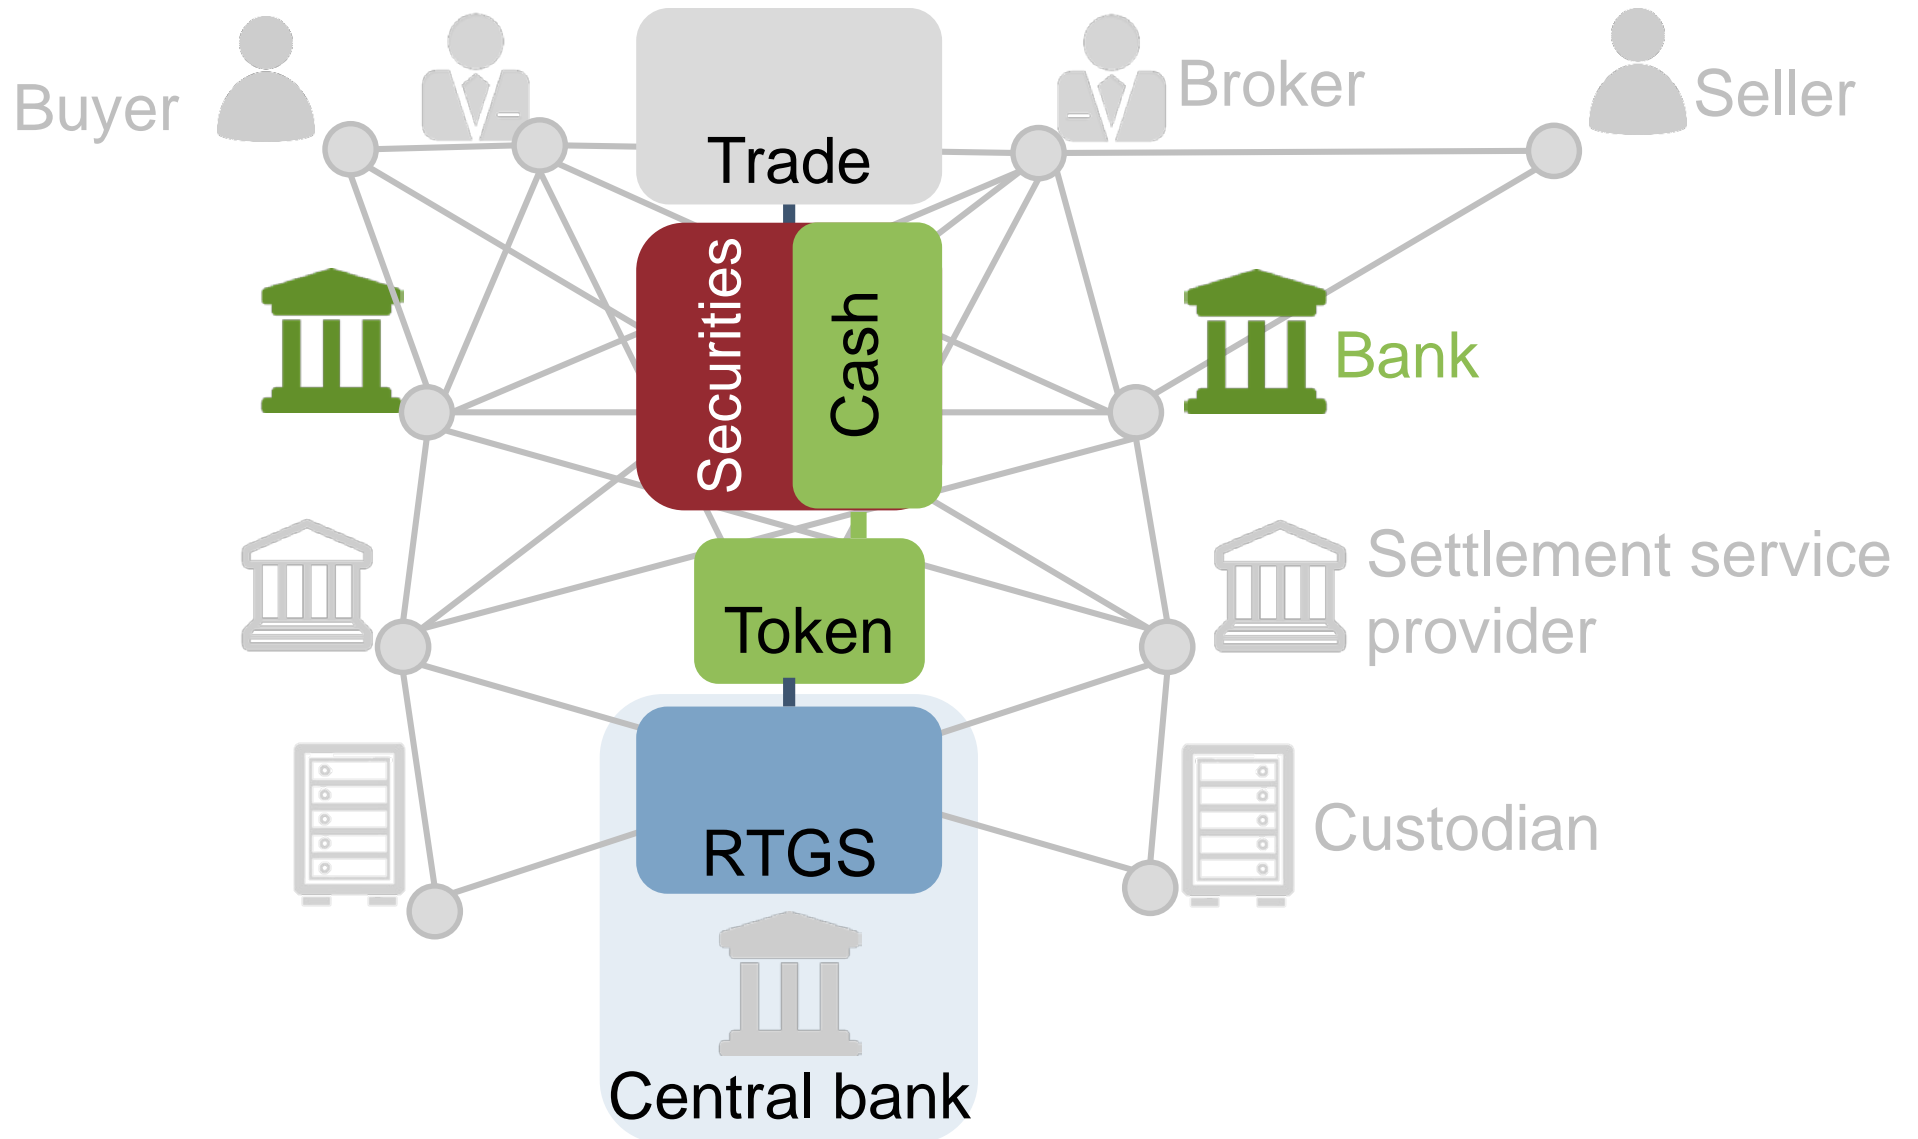 Buyer
Broker
Seller
Trade
Securities
Cash
Bank
Settlement service
provider
Token
RTGS
Custodian
Central bank